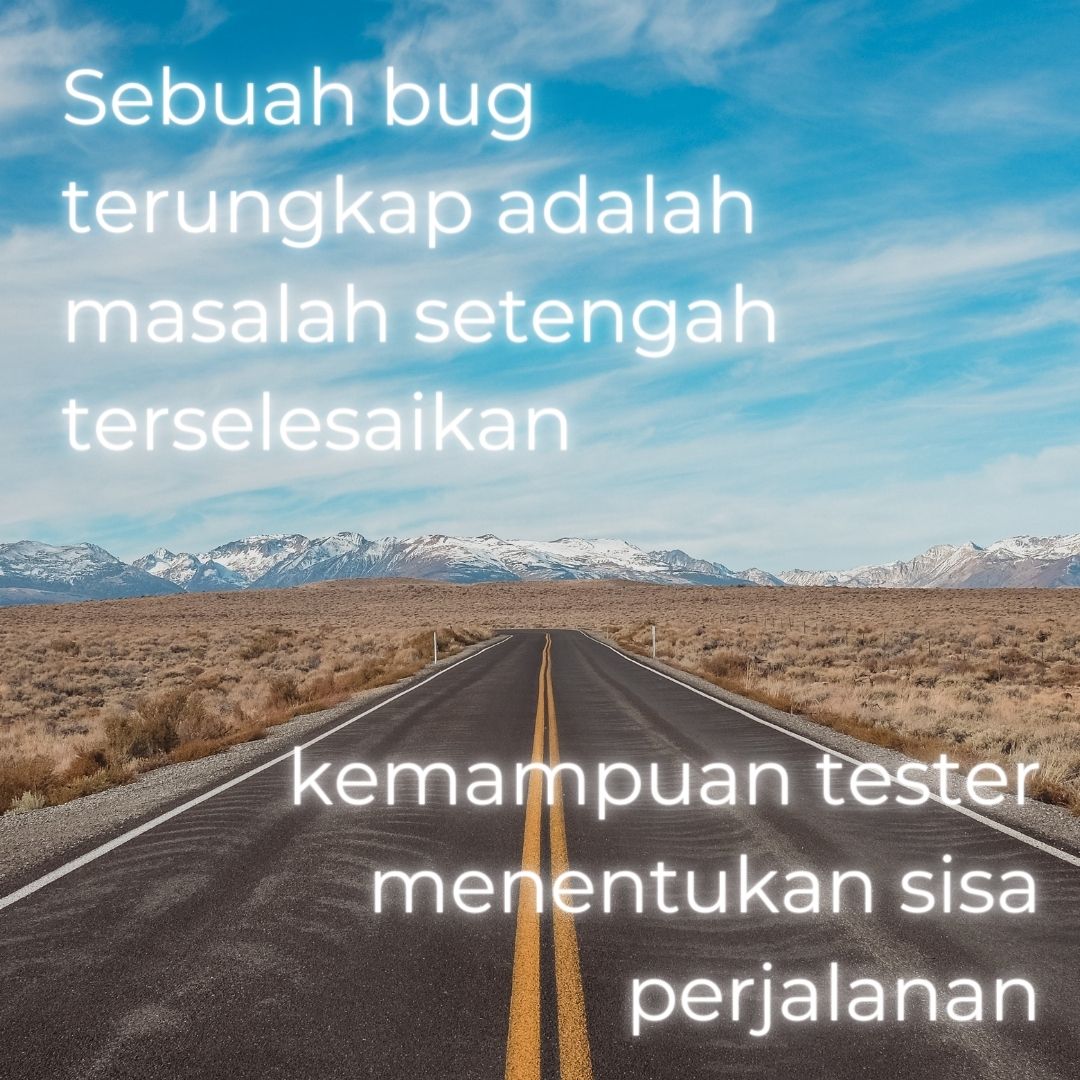 Sebuah bug
terungkap adalah
masalah setengah
terselesaikan
kemampuan tester
menentukan sisa
perjalanan